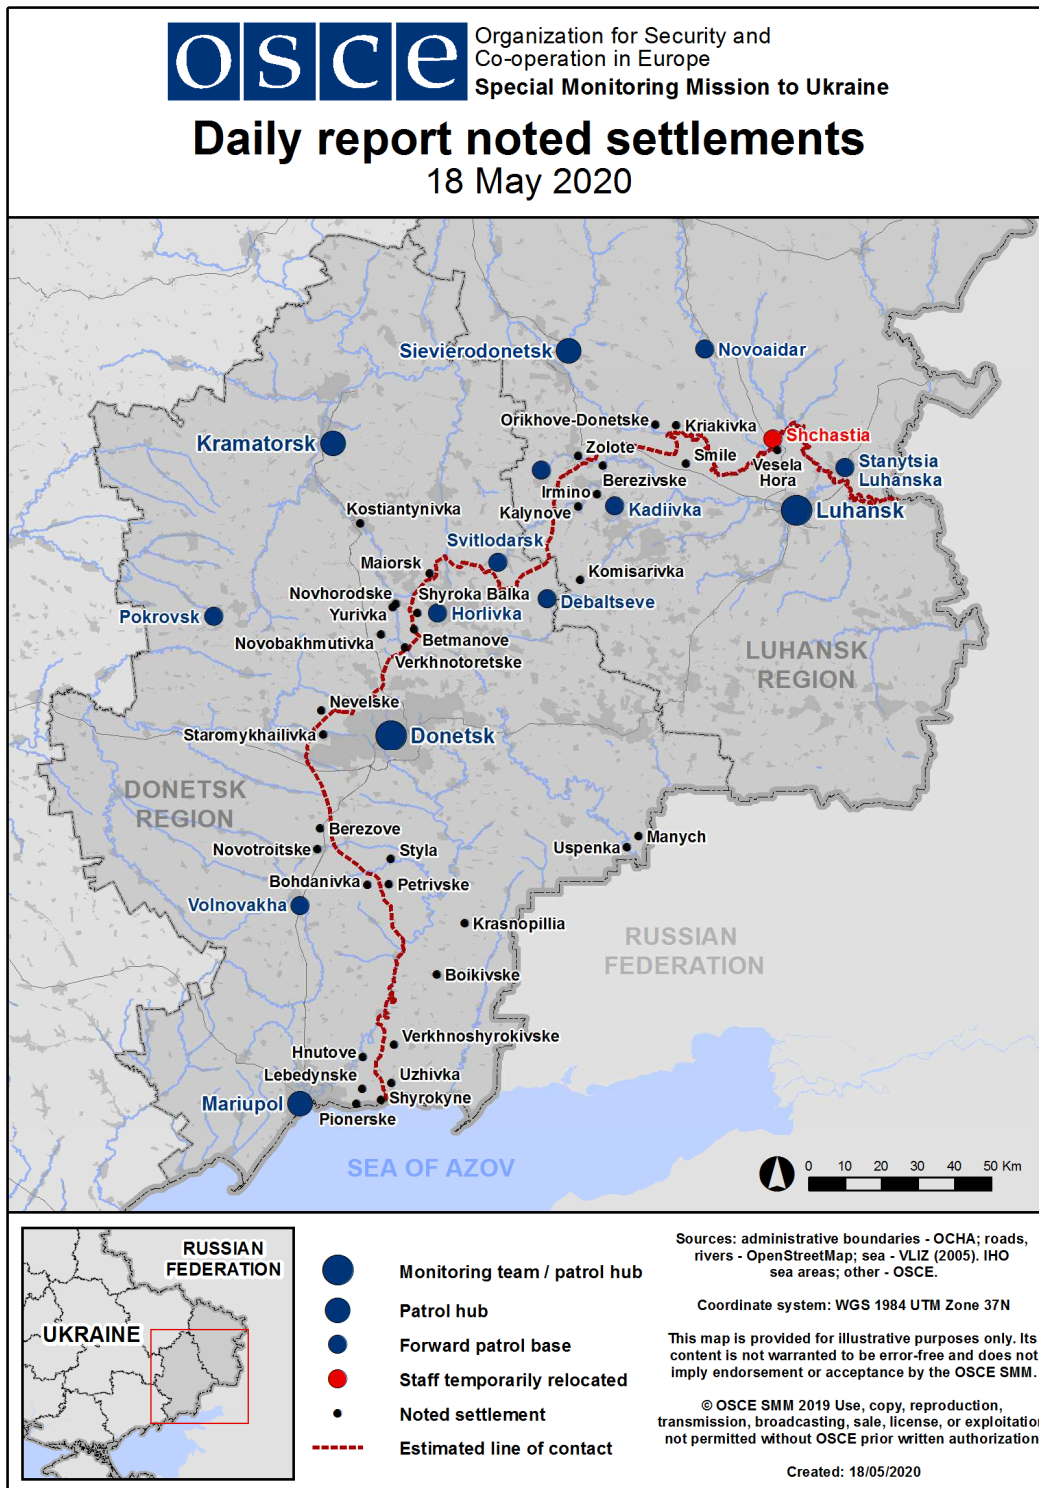 osce
Organization for Security and
Co-operation in Europe
Special Monitoring Mission to Ukraine
Daily report noted settlements
18 May 2020
Sievierodonetsk
Novoaidar
Orikhove-Donetske
Kriakivka
Kramatorsk
Shchastia
Zolote
Smile
Vesela
Hora
Stanytsia
Luhanska
Berezivske
Irmino
Kalynove
Kadiivka
Luhansk
Kostiantynivka
Svitlodarsk
Maiorsk
Komisarivka
Novhorodske
Shyroka Balka
Debaltseve
Yurivka
Horlivka
Pokrovsk
Novobakhmutivka
Betmanove
Verkhnotoretske
LUHANSK
REGION
Nevelske
Staromykhailivka
Donetsk
DONETSK
REGION
Berezove
Manych
Novotroitske
Styla
Uspenka
Bohdanivka
Petrivske
Volnovakha
Krasnopillia
RUSSIAN
FEDERATION
Boikivske
Verkhnoshyrokivske
Hnutove
Lebedynske
Uzhivka
Mariupol
Shyrokyne
Pionerske
SEA OF AZOV
0 10 20 30 40 50 Km
RUSSIAN
FEDERATION
UKRAINE
Monitoring team / patrol hub
Patrol hub
Forward patrol base
Staff temporarily relocated
Noted settlement
Estimated line of contact
Sources: administrative boundaries - OCHA; roads,
rivers - OpenStreetMap; sea - VLIZ (2005). IHO
sea areas; other - OSCE.
Coordinate system: WGS 1984 UTM Zone 37N
This map is provided for illustrative purposes only. Its
content is not warranted to be error-free and does not
imply endorsement or acceptance by the OSCE SMM.
© OSCE SMM 2019 Use, copy, reproduction,
transmission, broadcasting, sale, license, or exploitation
not permitted without OSCE prior written authorization
Created: 18/05/2020